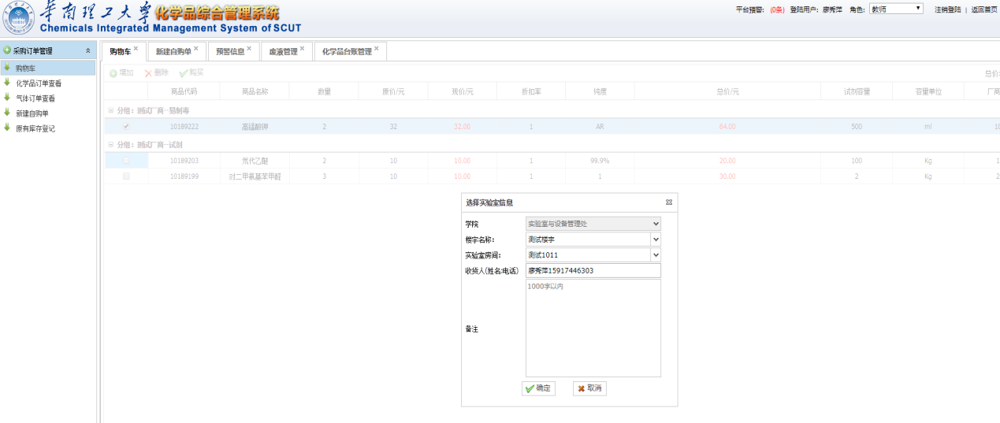 华南理工大学 化学品综合管理系统
Chemicals Integrated Management System of SCUT
平台预警: (0条) 登陆用户: 廖秀萍 角色: 教师 注销登陆 | 返回首页
采购订单管理
购物车
化学品订单查看
气体订单查看
新建自购单
原有库存登记
购物车 新建自购单 预警信息 废液管理 化学品台账管理
增加 删除 购买 总价:
商品代码 商品名称 数量 原价/元 现价/元 折扣率 纯度 总价/元 试剂容量 容量单位 厂商
分组: 测试厂商--易制毒
10189222 高锰酸钾 2 32 32.00 1 AR 64.00 500 ml 10
分组: 测试厂商--试剂
10189203 氘代乙醚 2 10 10.00 1 99.9% 20.00 100 Kg 1
10189199 对二甲氨基苯甲醛 3 10 10.00 1 1 30.00 2 Kg 2
选择实验室信息
学院 实验室与设备管理处
楼宇名称: 测试楼宇
实验室房间: 测试1011
收货人(姓名:电话) 廖秀萍15917446303
1000字以内
备注
确定 取消